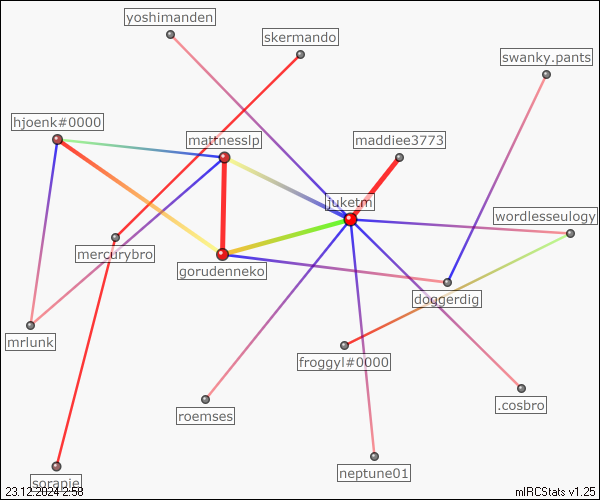 yoshimanden
skermando
swanky.pants
hjoenk#0000
mattnesslp
maddiee3773
juketm
wordlesseulogy
mercurybro
gorudenneko
doggerdig
mrlunk
froggyl#0000
roemses
.cosbro
neptune01
sorapie
23.12.2024 2:58
mIRCStats v1.25